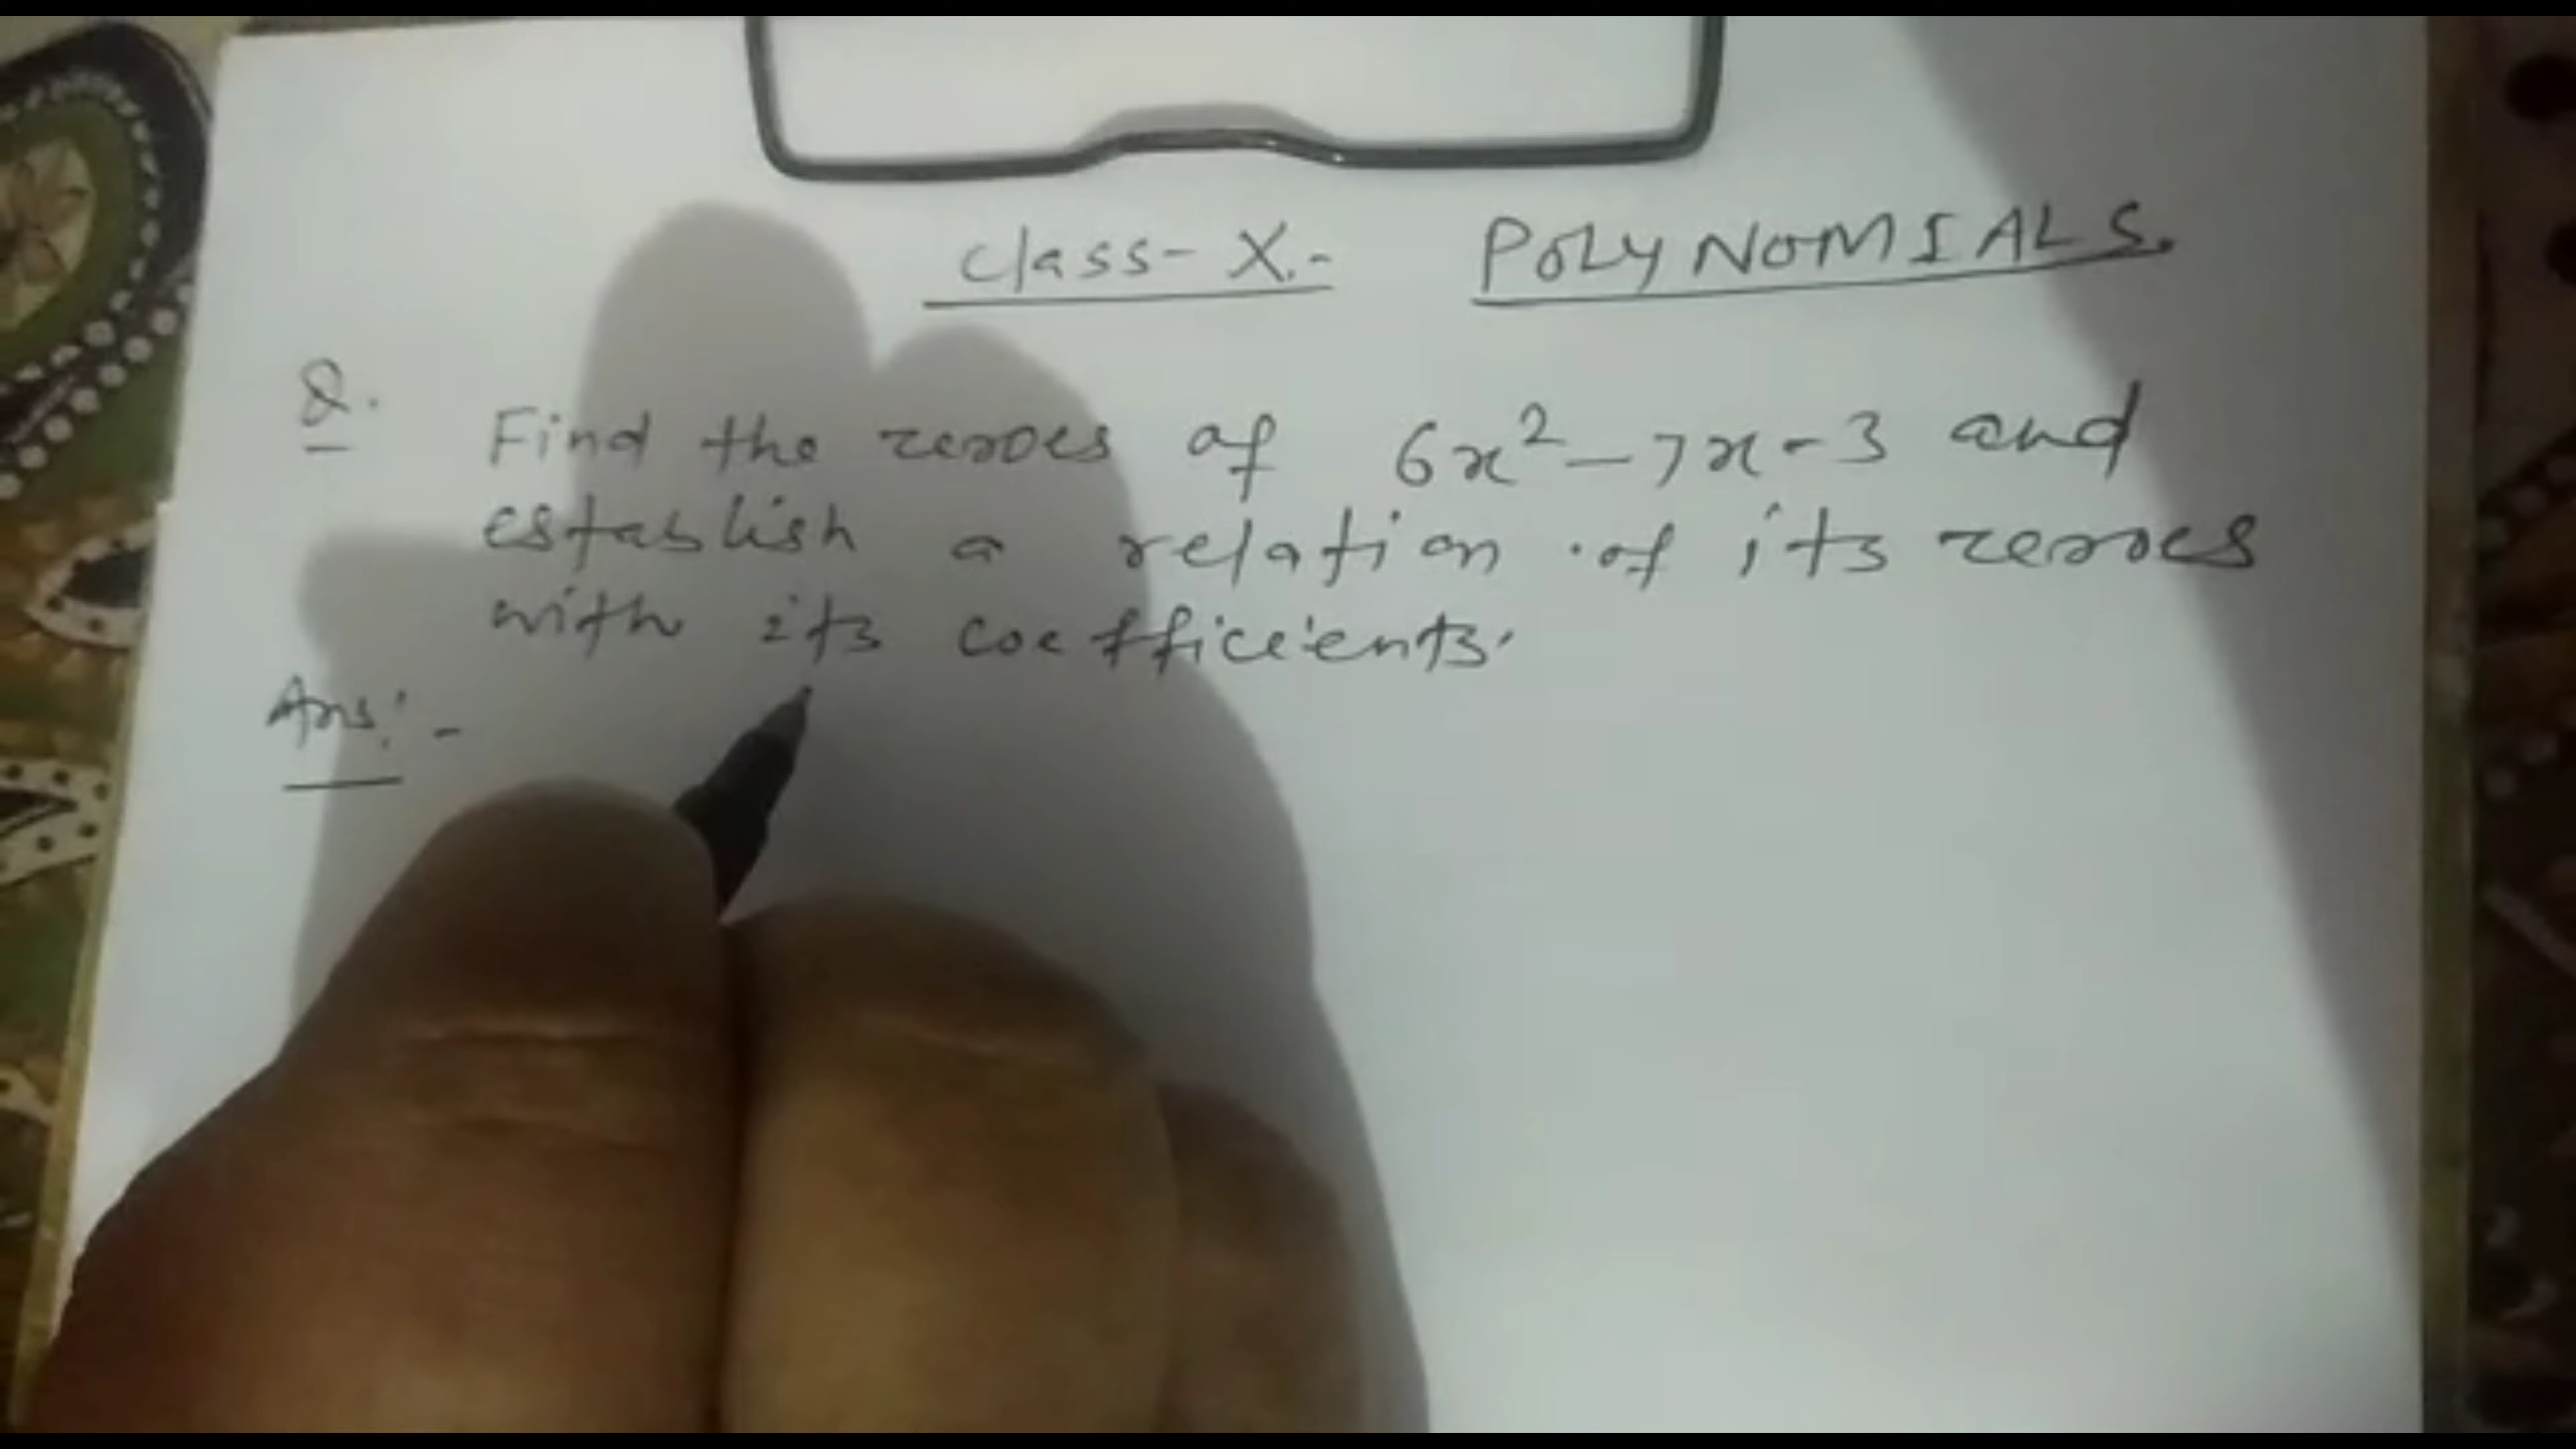 Class-X.- POLYNOMIALS.
Q. Find the zeroes of 6x²-7x-3 and
establish a relation of its zeroes
with its coefficients.
Ans:-